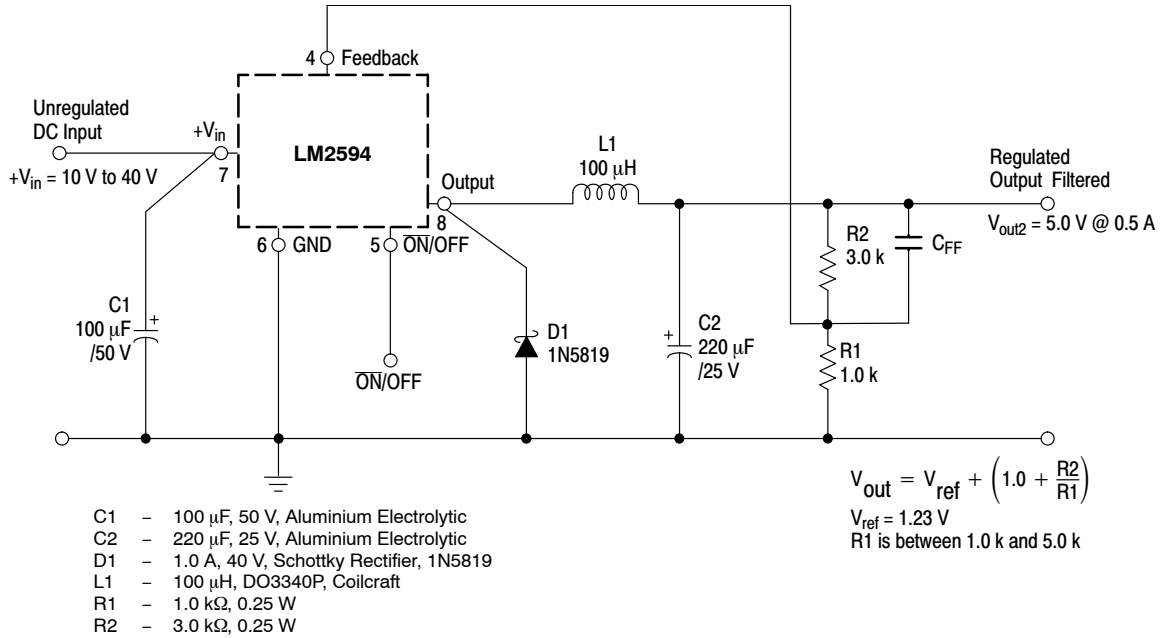 4 Feedback
Unregulated
DC Input
+Vin
+Vin = 10 V to 40 V
7
LM2594
Output
8
6 GND
5 ON/OFF
ON/OFF
L1
100 μH
Regulated
Output Filtered
Vout2 = 5.0 V @ 0.5 A
R2
3.0 k
CFF
C1
100 μF
/50 V
+
D1
1N5819
+
C2
220 μF
/25 V
R1
1.0 k
Vout = Vref + (1.0 + R2/R1)
Vref = 1.23 V
R1 is between 1.0 k and 5.0 k
C1 – 100 μF, 50 V, Aluminium Electrolytic
C2 – 220 μF, 25 V, Aluminium Electrolytic
D1 – 1.0 A, 40 V, Schottky Rectifier, 1N5819
L1 – 100 μH, DO3340P, Coilcraft
R1 – 1.0 kΩ, 0.25 W
R2 – 3.0 kΩ, 0.25 W